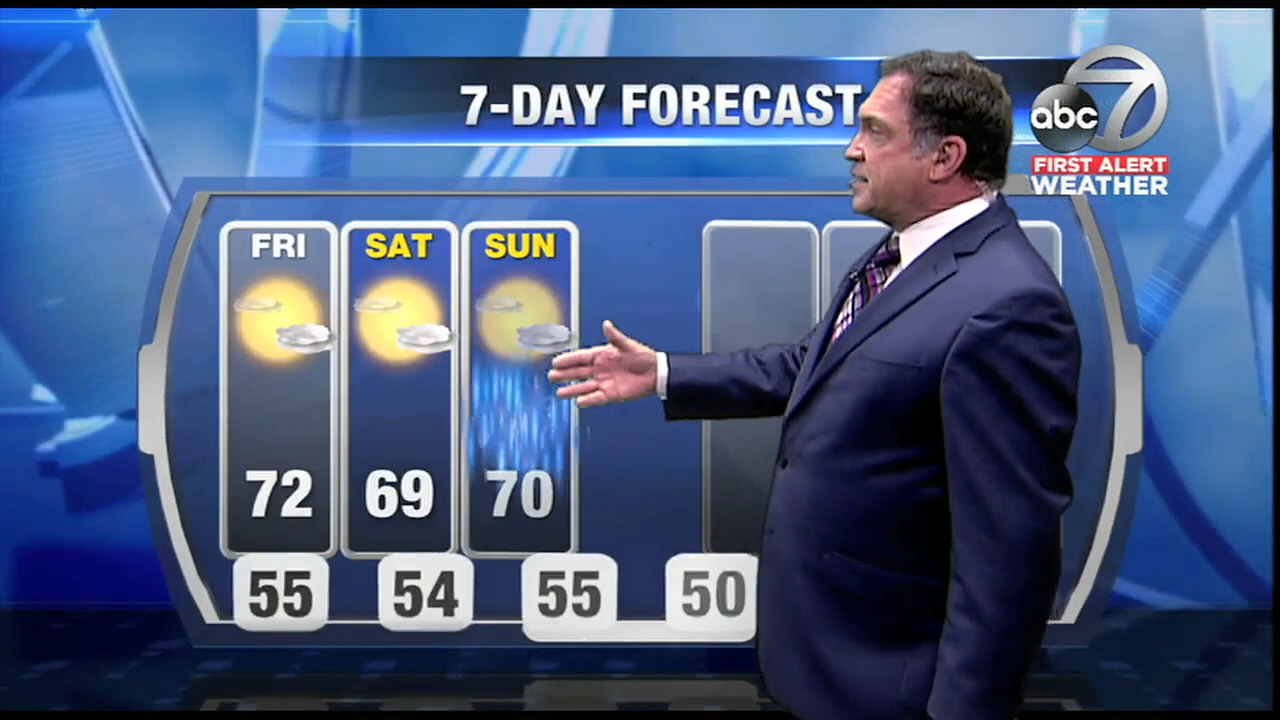 7-DAY FORECAST
abc 7
FIRST ALERT
WEATHER
FRI SAT SUN
72 69 70
55 54 55 50